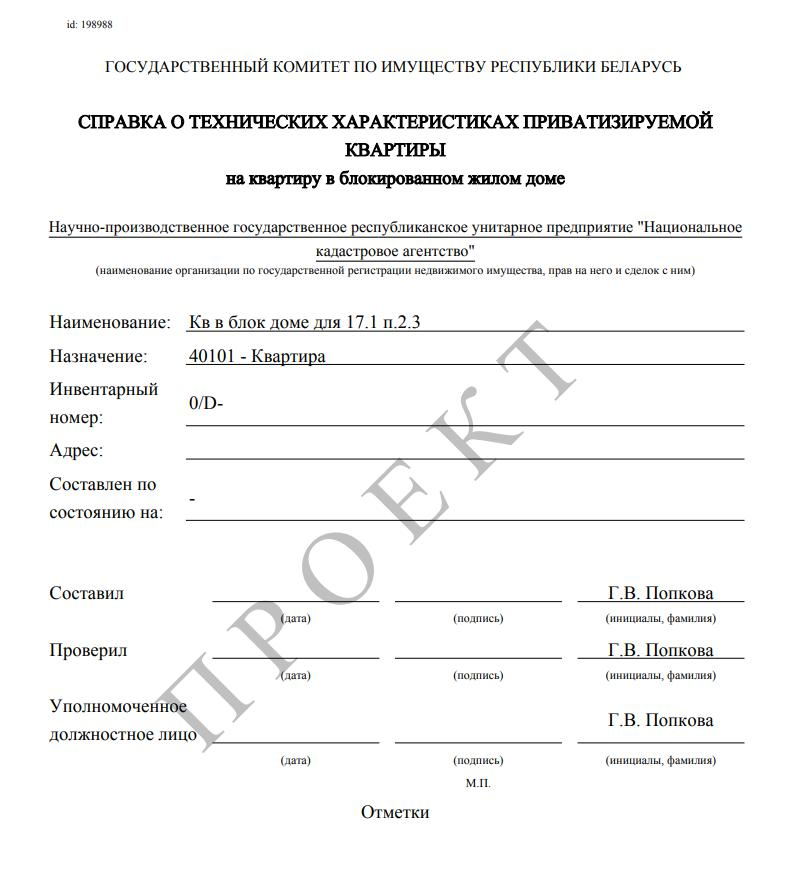 id: 198988
ГОСУДАРСТВЕННЫЙ КОМИТЕТ ПО ИМУЩЕСТВУ РЕСПУБЛИКИ БЕЛАРУСЬ
СПРАВКА О ТЕХНИЧЕСКИХ ХАРАКТЕРИСТИКАХ ПРИВАТИЗИРУЕМОЙ
КВАРТИРЫ
на квартиру в блокированном жилом доме
Научно-производственное государственное республиканское унитарное предприятие "Национальное
кадастровое агентство"
(наименование организации по государственной регистрации недвижимого имущества, прав на него и сделок с ним)
Наименование: Кв в блок доме для 17.1 п.2.3
Назначение: 40101 - Квартира
Инвентарный
номер: 0/D-
Адрес:
Составлен по
состоянию на: -
ПРОЕКТ
Составил Г.В. Попкова
(дата) (подпись) (инициалы, фамилия)
Проверил Г.В. Попкова
(дата) (подпись) (инициалы, фамилия)
Уполномоченное
должностное лицо Г.В. Попкова
(дата) (подпись) (инициалы, фамилия)
М.П.
Отметки